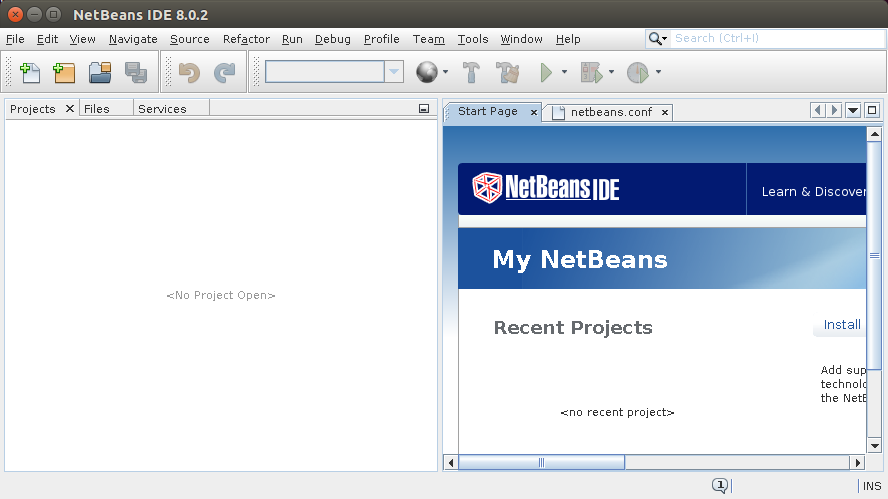 NetBeans IDE 8.0.2
File Edit View Navigate Source Refactor Run Debug Profile Team Tools Window Help Search (Ctrl+I)
Projects Files Services
Start Page netbeans.conf
NetBeans IDE
Learn & Discover
My NetBeans
<No Project Open>
Recent Projects
Install
Add sup
technolo
the NetB
<no recent project>
1
INS